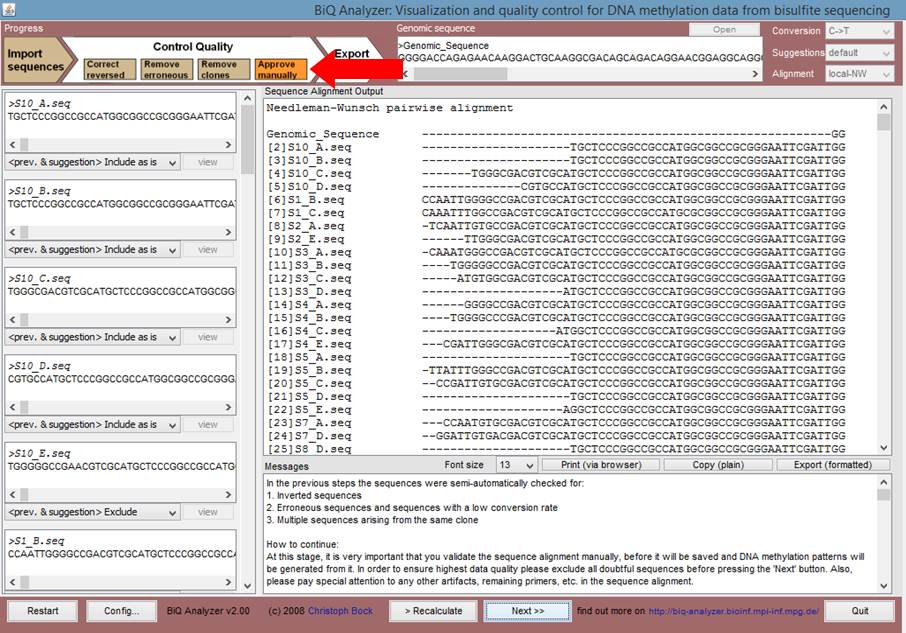 BiQ Analyzer: Visualization and quality control for DNA methylation data from bisulfite sequencing
Progress
Import sequences
Control Quality
Correct reversed
Remove erroneous
Remove clones
Approve manually
Export
Genomic sequence
Open
>Genomic_Sequence
GGGGACCAGAGAACAAGGACTGCAAGGCGACAGCAGACAGGAACGGAGGCAGG
Conversion C->T
Suggestions default
Alignment local-NW
>S10_A.seq
TGCTCCCGGCCGCCATGGCGGCCGCGGGAATTCGA
<prev. & suggestion> Include as is
view
>S10_B.seq
TGCTCCCGGCCGCCATGGCGGCCGCGGGAATTCGA
<prev. & suggestion> Include as is
view
>S10_C.seq
TGGGCGACGTCGCATGCTCCCGGCCGCCATGGCGG
<prev. & suggestion> Include as is
view
>S10_D.seq
CGTGCCATGCTCCCGGCCGCCATGGCGGCCGCGGG
<prev. & suggestion> Include as is
view
>S10_E.seq
TGGGGGCCGAACGTCGCATGCTCCCGGCCGCCATG
<prev. & suggestion> Exclude
view
>S1_B.seq
CCAATTGGGGCCGACGTCGCATGCTCCCGGCCGCC
Sequence Alignment Output
Needleman-Wunsch pairwise alignment
Genomic_Sequence ----------------------------------------------------------GG
[2]S10_A.seq ---------------------TGCTCCCGGCCGCCATGGCGGCCGCGGGAATTCGATTGG
[3]S10_B.seq ---------------------TGCTCCCGGCCGCCATGGCGGCCGCGGGAATTCGATTGG
[4]S10_C.seq -------TGGGCGACGTCGCATGCTCCCGGCCGCCATGGCGGCCGCGGGAATTCGATTGG
[5]S10_D.seq --------------CGTGCCATGCTCCCGGCCGCCATGGCGGCCGCGGGAATTCGATTGG
[6]S1_B.seq CCAATTGGGGCCGACGTCGCATGCTCCCGGCCGCCATGGCGGCCGCGGGAATTCGATTGG
[7]S1_C.seq CAAATTTGGCCGACGTCGCATGCTCCCGGCCGCCATGCGCGGCCGCGGGAATTCGATTGG
[8]S2_A.seq -TCAATTGTGCCGACGTCGCATGCTCCCGGCCGCCATGGCGGCCGCGGGAATTCGATTGG
[9]S2_E.seq ------TTGGGCGACGTCGCATGCTCCCGGCCGCCATGGCGGCCGCGGGAATTCGATTGG
[10]S3_A.seq -CAAATGGGCCGACGTCGCATGCTCCCGGCCGCCATGCGCGGCCGCGGGAATTCGATTGG
[11]S3_B.seq ----TGGGGGCCGACGTCGCATGCTCCCGGCCGCCATGGCGGCCGCGGGAATTCGATTGG
[12]S3_C.seq -----ATGTGGCGACGTCGCATGCTCCCGGCCGCCATGGCGGCCGCGGGAATTCGATTGG
[13]S3_D.seq --------------------ATGCTCCCGGCCGCCATGGCGGCCGCGGGAATTCGATTGG
[14]S4_A.seq ------GGGGCCGACGTCGCATGCTCCCGGCCGCCATGGCGGCCGCGGGAATTCGATTGG
[15]S4_B.seq ----TGGGGCCCGACGTCGCATGCTCCCGGCCGCCATGGCGGCCGCGGGAATTCGATTGG
[16]S4_C.seq -------------------ATGGCTCCCGGCCGCCATGGCGGCCGCGGGAATTCGATTGG
[17]S4_E.seq ---CGATTGGGCGACGTCGCATGCTCCCGGCCGCCATGGCGGCCGCGGGAATTCGATTGG
[18]S5_A.seq ---------------------TGCTCCCGGCCGCCATGGCGGCCGCGGGAATTCGATTGG
[19]S5_B.seq -TTATTTGGGCGACGTCGCATGCTCCCGGCCGCCATGGCGGCCGCGGGAATTCGATTGG
[20]S5_C.seq --CCGATTGTGCGACGTCGCATGCTCCCGGCCGCCATGGCGGCCGCGGGAATTCGATTGG
[21]S5_D.seq ---------------------TGCTCCCGGCCGCCATGGCGGCCGCGGGAATTCGATTGG
[22]S5_E.seq --------------------AGGCTCCCGGCCGCCATGGCGGCCGCGGGAATTCGATTGG
[23]S7_A.seq ---CCAATGTGCGACGTCGCATGCTCCCGGCCGCCATGGCGGCCGCGGGAATTCGATTGG
[24]S7_D.seq --GGATTGTGACGACGTCGCATGCTCCCGGCCGCCATGGCGGCCGCGGGAATTCGATTGG
[25]S8_D.seq ---------------------TGCTCCCGGCCGCCATGGCGGCCGCGGGAATTCGATTGG
Messages
Font size 13
Print (via browser)
Copy (plain)
Export (formatted)
In the previous steps the sequences were semi-automatically checked for:
1. Inverted sequences
2. Erroneous sequences and sequences with a low conversion rate
3. Multiple sequences arising from the same clone
How to continue:
At this stage, it is very important that you validate the sequence alignment manually, before it will be saved and DNA methylation patterns will
be generated from it. In order to ensure highest data quality please exclude all doubtful sequences before pressing the 'Next' button. Also,
please pay special attention to any other artifacts, remaining primers, etc. in the sequence alignment.
Restart
Config...
BiQ Analyzer v2.00 (c) 2008 Christoph Bock
> Recalculate
Next >>
find out more on http://biq-analyzer.bioinf.mpi-inf.mpg.de/
Quit